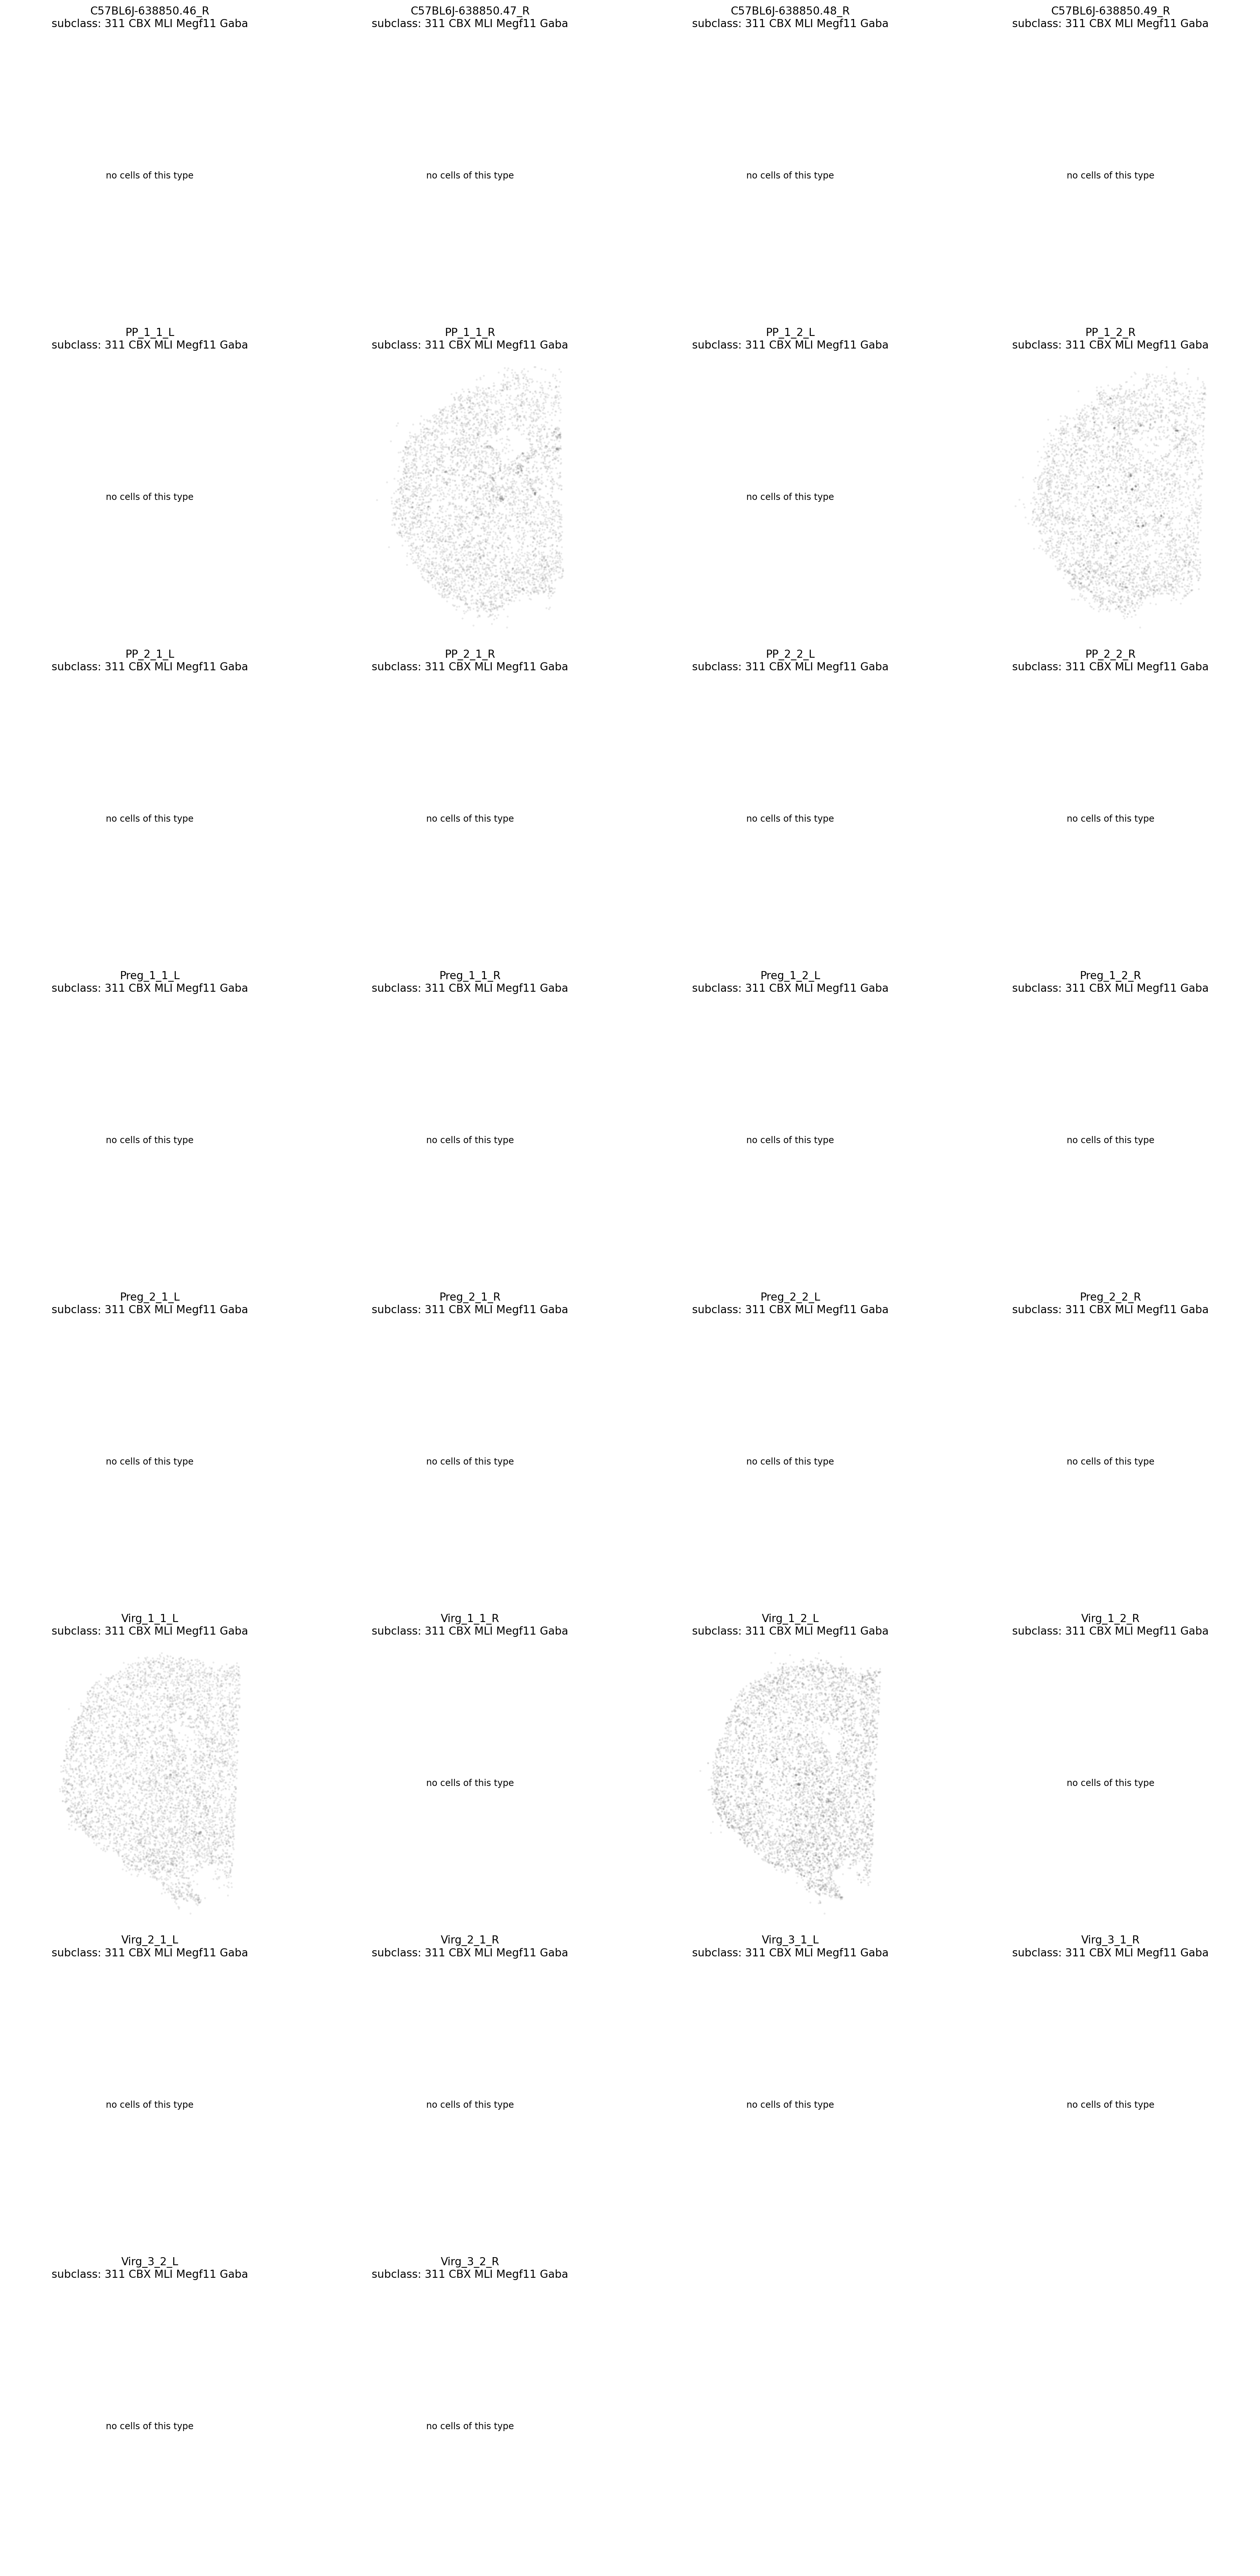 C57BL6J-638850.46_R
subclass: 311 CBX MLI Megf11 Gaba
C57BL6J-638850.47_R
subclass: 311 CBX MLI Megf11 Gaba
C57BL6J-638850.48_R
subclass: 311 CBX MLI Megf11 Gaba
C57BL6J-638850.49_R
subclass: 311 CBX MLI Megf11 Gaba
no cells of this type
no cells of this type
no cells of this type
no cells of this type
PP_1_1_L
subclass: 311 CBX MLI Megf11 Gaba
PP_1_1_R
subclass: 311 CBX MLI Megf11 Gaba
PP_1_2_L
subclass: 311 CBX MLI Megf11 Gaba
PP_1_2_R
subclass: 311 CBX MLI Megf11 Gaba
no cells of this type
no cells of this type
PP_2_1_L
subclass: 311 CBX MLI Megf11 Gaba
PP_2_1_R
subclass: 311 CBX MLI Megf11 Gaba
PP_2_2_L
subclass: 311 CBX MLI Megf11 Gaba
PP_2_2_R
subclass: 311 CBX MLI Megf11 Gaba
no cells of this type
no cells of this type
no cells of this type
no cells of this type
Preg_1_1_L
subclass: 311 CBX MLI Megf11 Gaba
Preg_1_1_R
subclass: 311 CBX MLI Megf11 Gaba
Preg_1_2_L
subclass: 311 CBX MLI Megf11 Gaba
Preg_1_2_R
subclass: 311 CBX MLI Megf11 Gaba
no cells of this type
no cells of this type
no cells of this type
no cells of this type
Preg_2_1_L
subclass: 311 CBX MLI Megf11 Gaba
Preg_2_1_R
subclass: 311 CBX MLI Megf11 Gaba
Preg_2_2_L
subclass: 311 CBX MLI Megf11 Gaba
Preg_2_2_R
subclass: 311 CBX MLI Megf11 Gaba
no cells of this type
no cells of this type
no cells of this type
no cells of this type
Virg_1_1_L
subclass: 311 CBX MLI Megf11 Gaba
Virg_1_1_R
subclass: 311 CBX MLI Megf11 Gaba
Virg_1_2_L
subclass: 311 CBX MLI Megf11 Gaba
Virg_1_2_R
subclass: 311 CBX MLI Megf11 Gaba
no cells of this type
no cells of this type
Virg_2_1_L
subclass: 311 CBX MLI Megf11 Gaba
Virg_2_1_R
subclass: 311 CBX MLI Megf11 Gaba
Virg_3_1_L
subclass: 311 CBX MLI Megf11 Gaba
Virg_3_1_R
subclass: 311 CBX MLI Megf11 Gaba
no cells of this type
no cells of this type
no cells of this type
no cells of this type
Virg_3_2_L
subclass: 311 CBX MLI Megf11 Gaba
Virg_3_2_R
subclass: 311 CBX MLI Megf11 Gaba
no cells of this type
no cells of this type